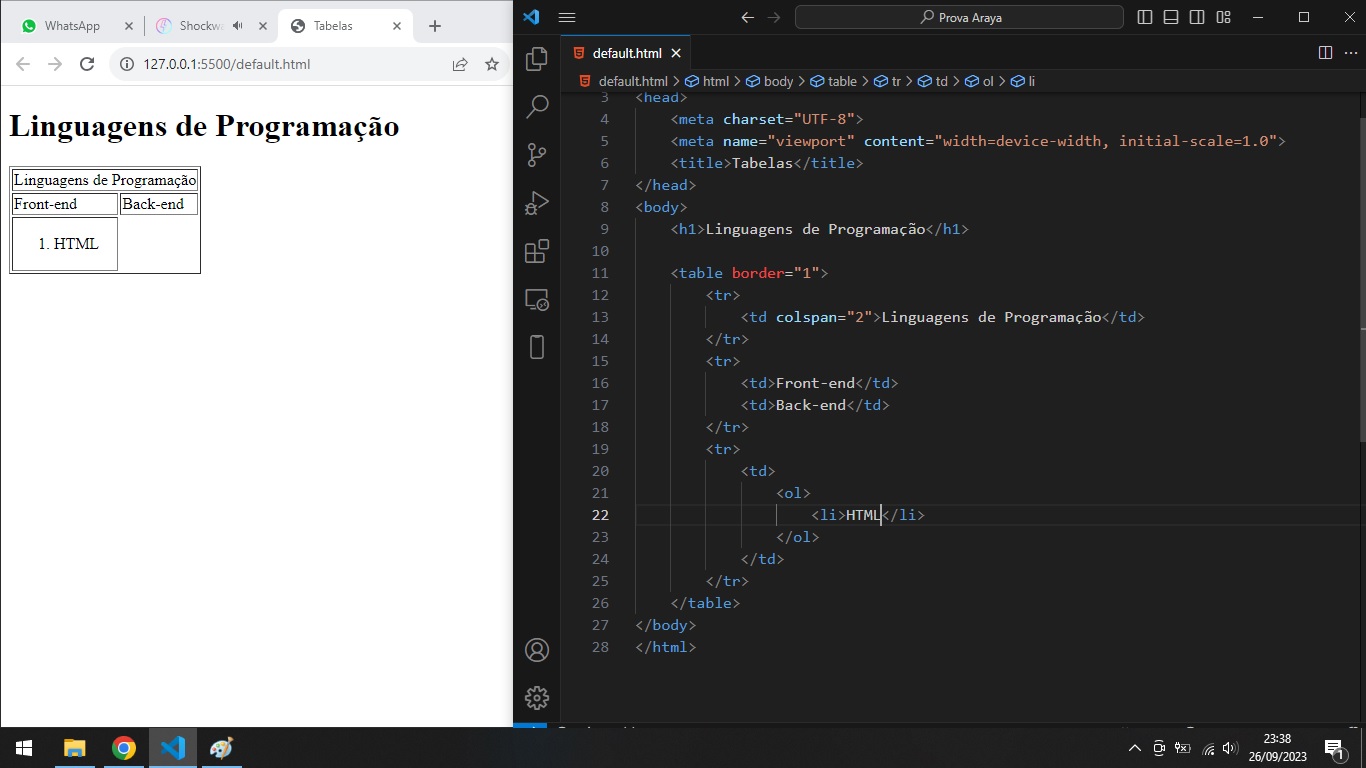 WhatsApp
Shockwa
Tabelas
127.0.0.1:5500/default.html
Linguagens de Programação
Linguagens de Programação
Front-end Back-end
1. HTML
Prova Araya
default.html
default.html > html > body > table > tr > td > ol > li
3 <head>
4 <meta charset="UTF-8">
5 <meta name="viewport" content="width=device-width, initial-scale=1.0">
6 <title>Tabelas</title>
7 </head>
8 <body>
9 <h1>Linguagens de Programação</h1>
10
11 <table border="1">
12 <tr>
13 <td colspan="2">Linguagens de Programação</td>
14 </tr>
15 <tr>
16 <td>Front-end</td>
17 <td>Back-end</td>
18 </tr>
19 <tr>
20 <td>
21 <ol>
22 <li>HTML</li>
23 </ol>
24 </td>
25 </tr>
26 </table>
27 </body>
28 </html>
23:38
26/09/2023
1